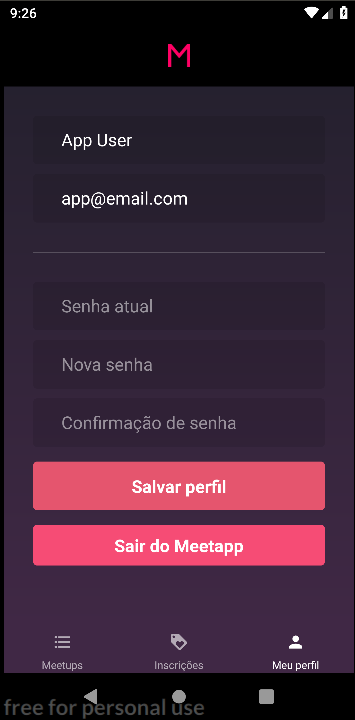 9:26
M
App User
app@email.com
Senha atual
Nova senha
Confirmação de senha
Salvar perfil
Sair do Meetapp
Meetups
Inscrições
Meu perfil
free for personal use